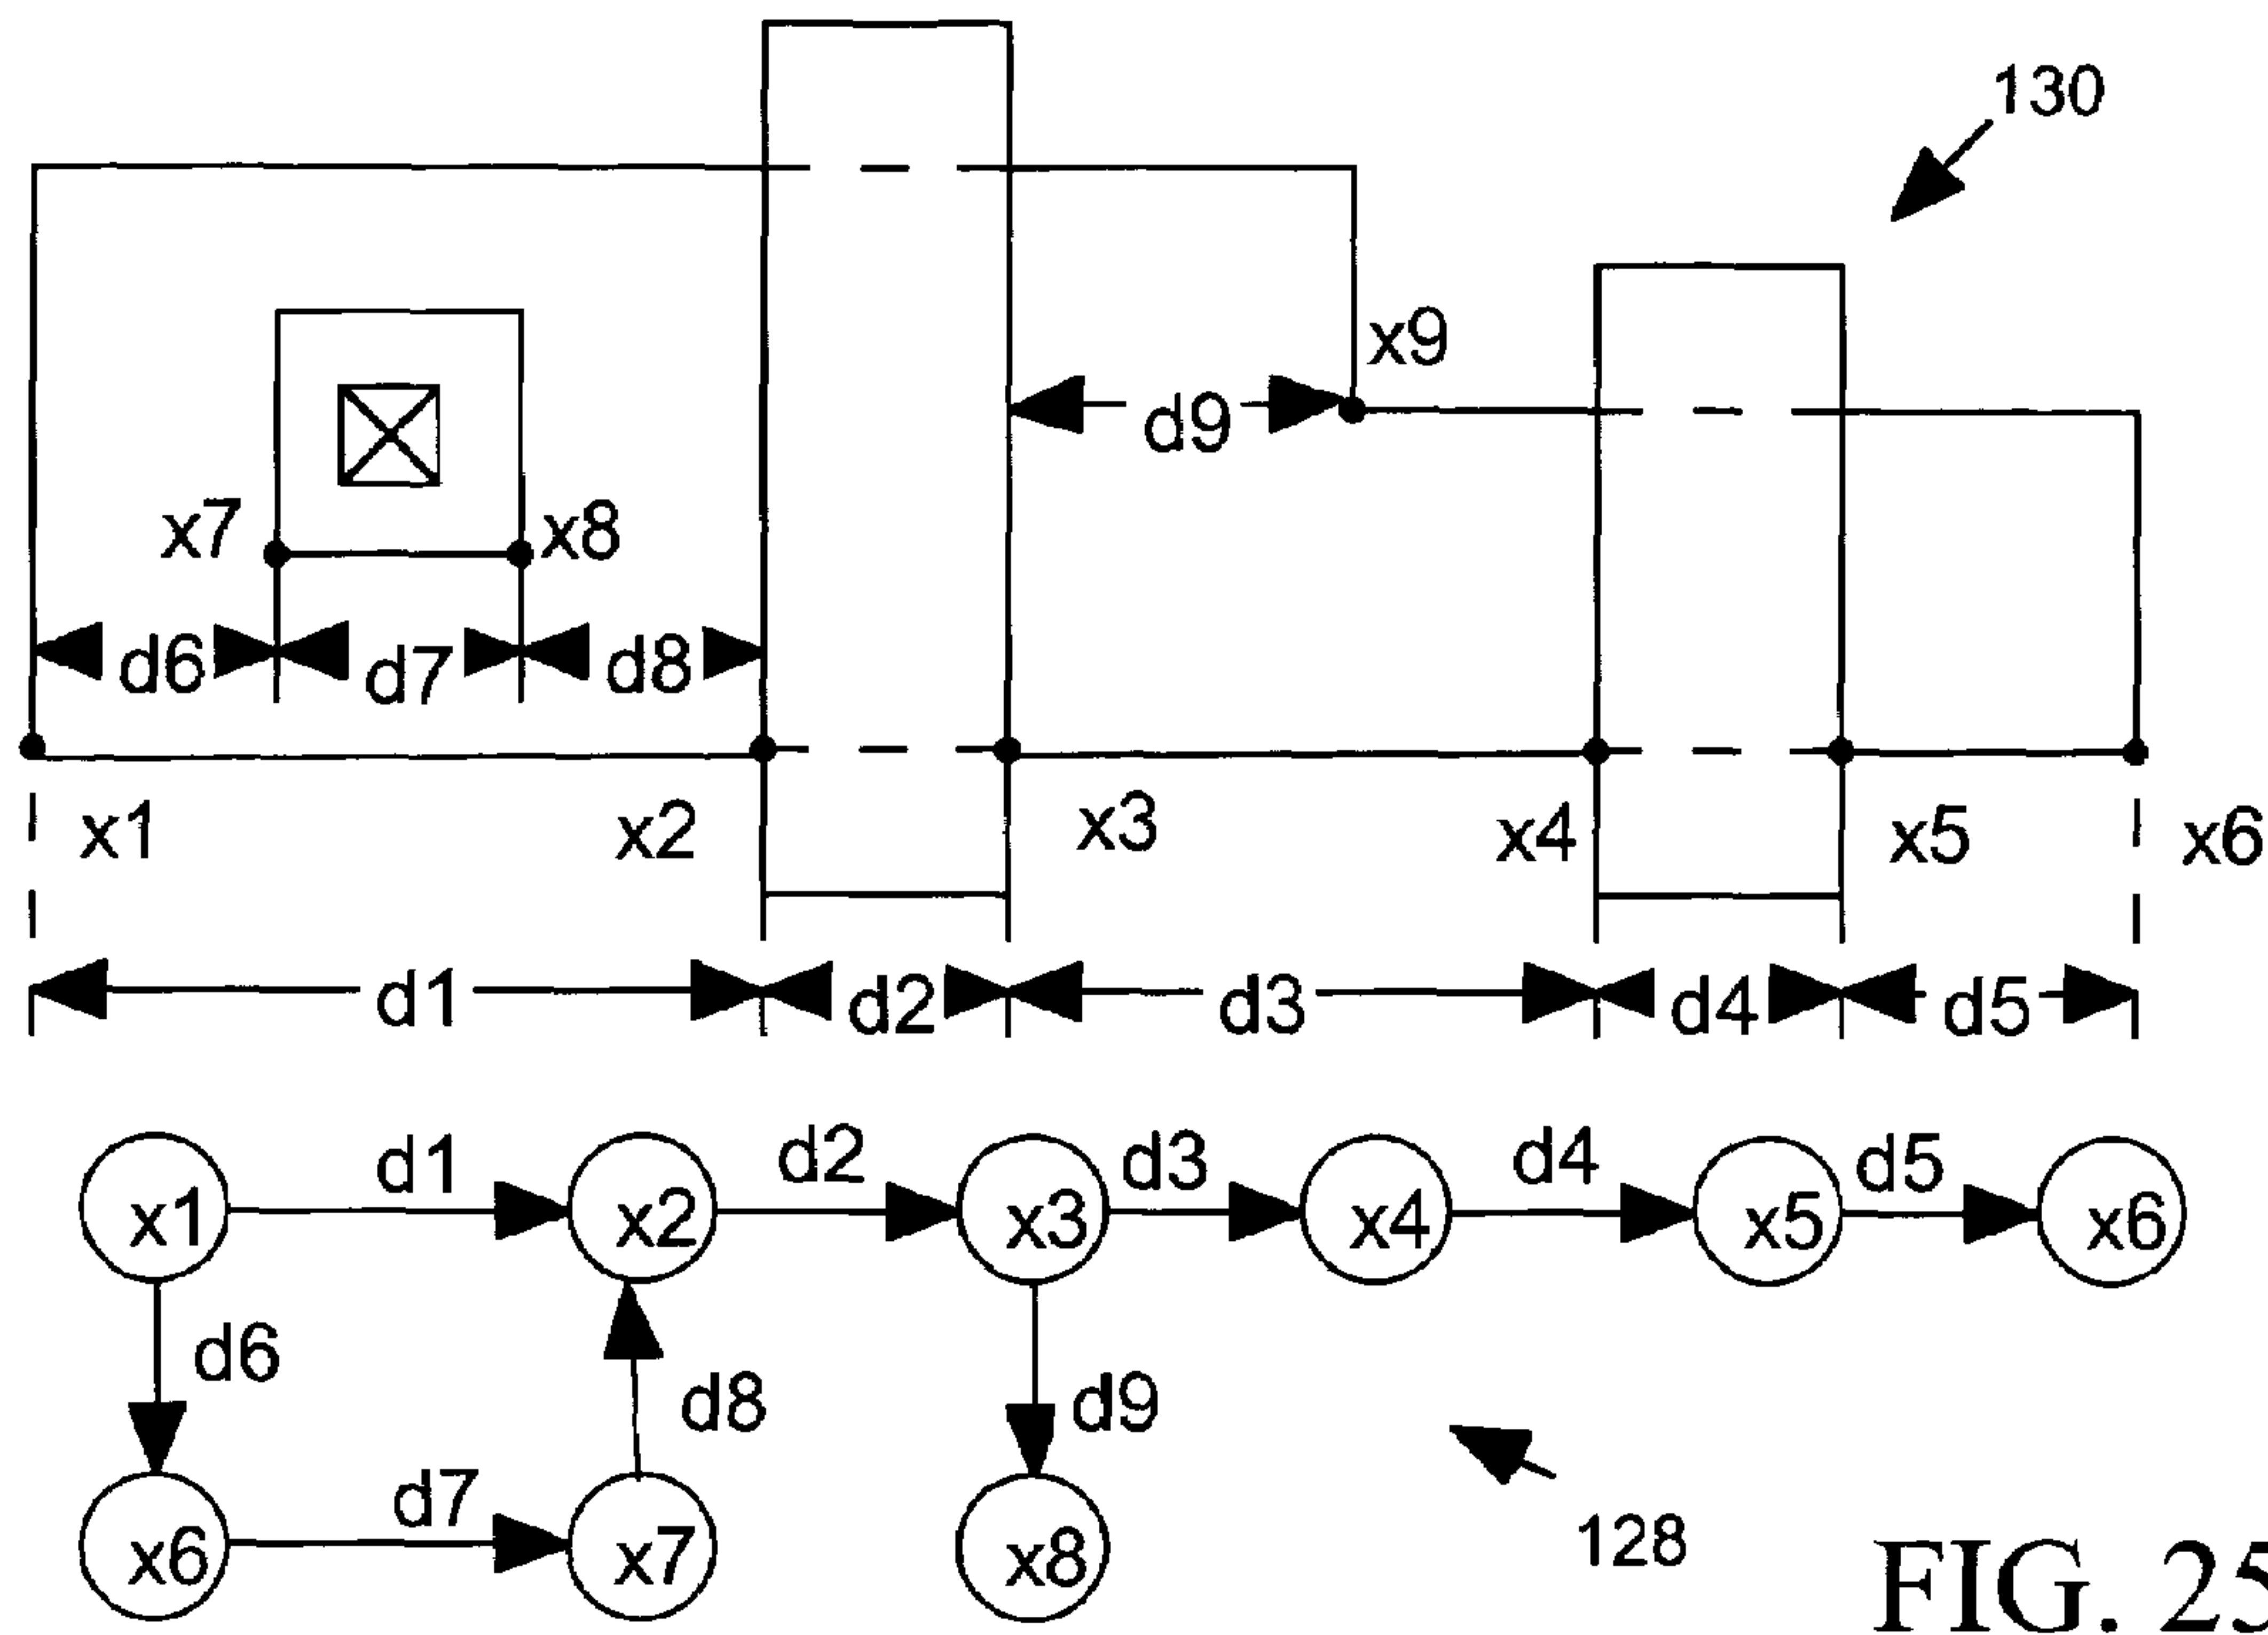 130
x9
d9
x7 x8
d6 d7 d8
x1 x2 x3 x4 x5 x6
d1 d2 d3 d4 d5
d1 d2 d3 d4 d5
x1 x2 x3 x4 x5 x6
d6 d8 d9
d7
x6 x7 x8
128
FIG. 25